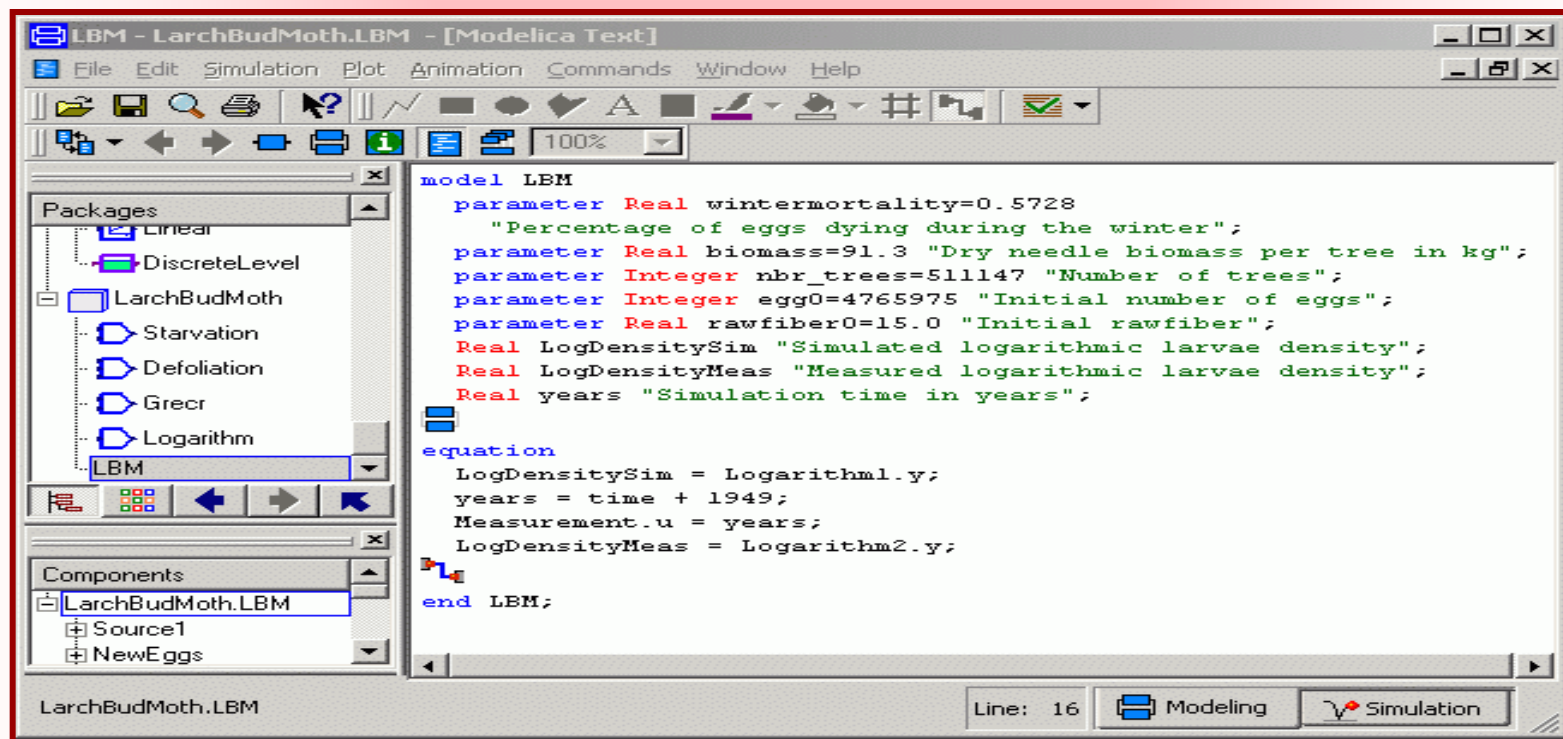 LBM - LarchBudMoth.LBM - [Modelica Text]
File Edit Simulation Plot Animation Commands Window Help
100%
Packages
Linear
DiscreteLevel
LarchBudMoth
Starvation
Defoliation
Grecr
Logarithm
LBM
Components
LarchBudMoth.LBM
Source1
NewEggs
model LBM
parameter Real wintermortality=0.5728
"Percentage of eggs dying during the winter";
parameter Real biomass=91.3 "Dry needle biomass per tree in kg";
parameter Integer nbr_trees=511147 "Number of trees";
parameter Integer egg0=4765975 "Initial number of eggs";
parameter Real rawfiber0=15.0 "Initial rawfiber";
Real LogDensitySim "Simulated logarithmic larvae density";
Real LogDensityMeas "Measured logarithmic larvae density";
Real years "Simulation time in years";
equation
LogDensitySim = Logarithm1.y;
years = time + 1949;
Measurement.u = years;
LogDensityMeas = Logarithm2.y;
end LBM;
LarchBudMoth.LBM
Line: 16 Modeling Simulation